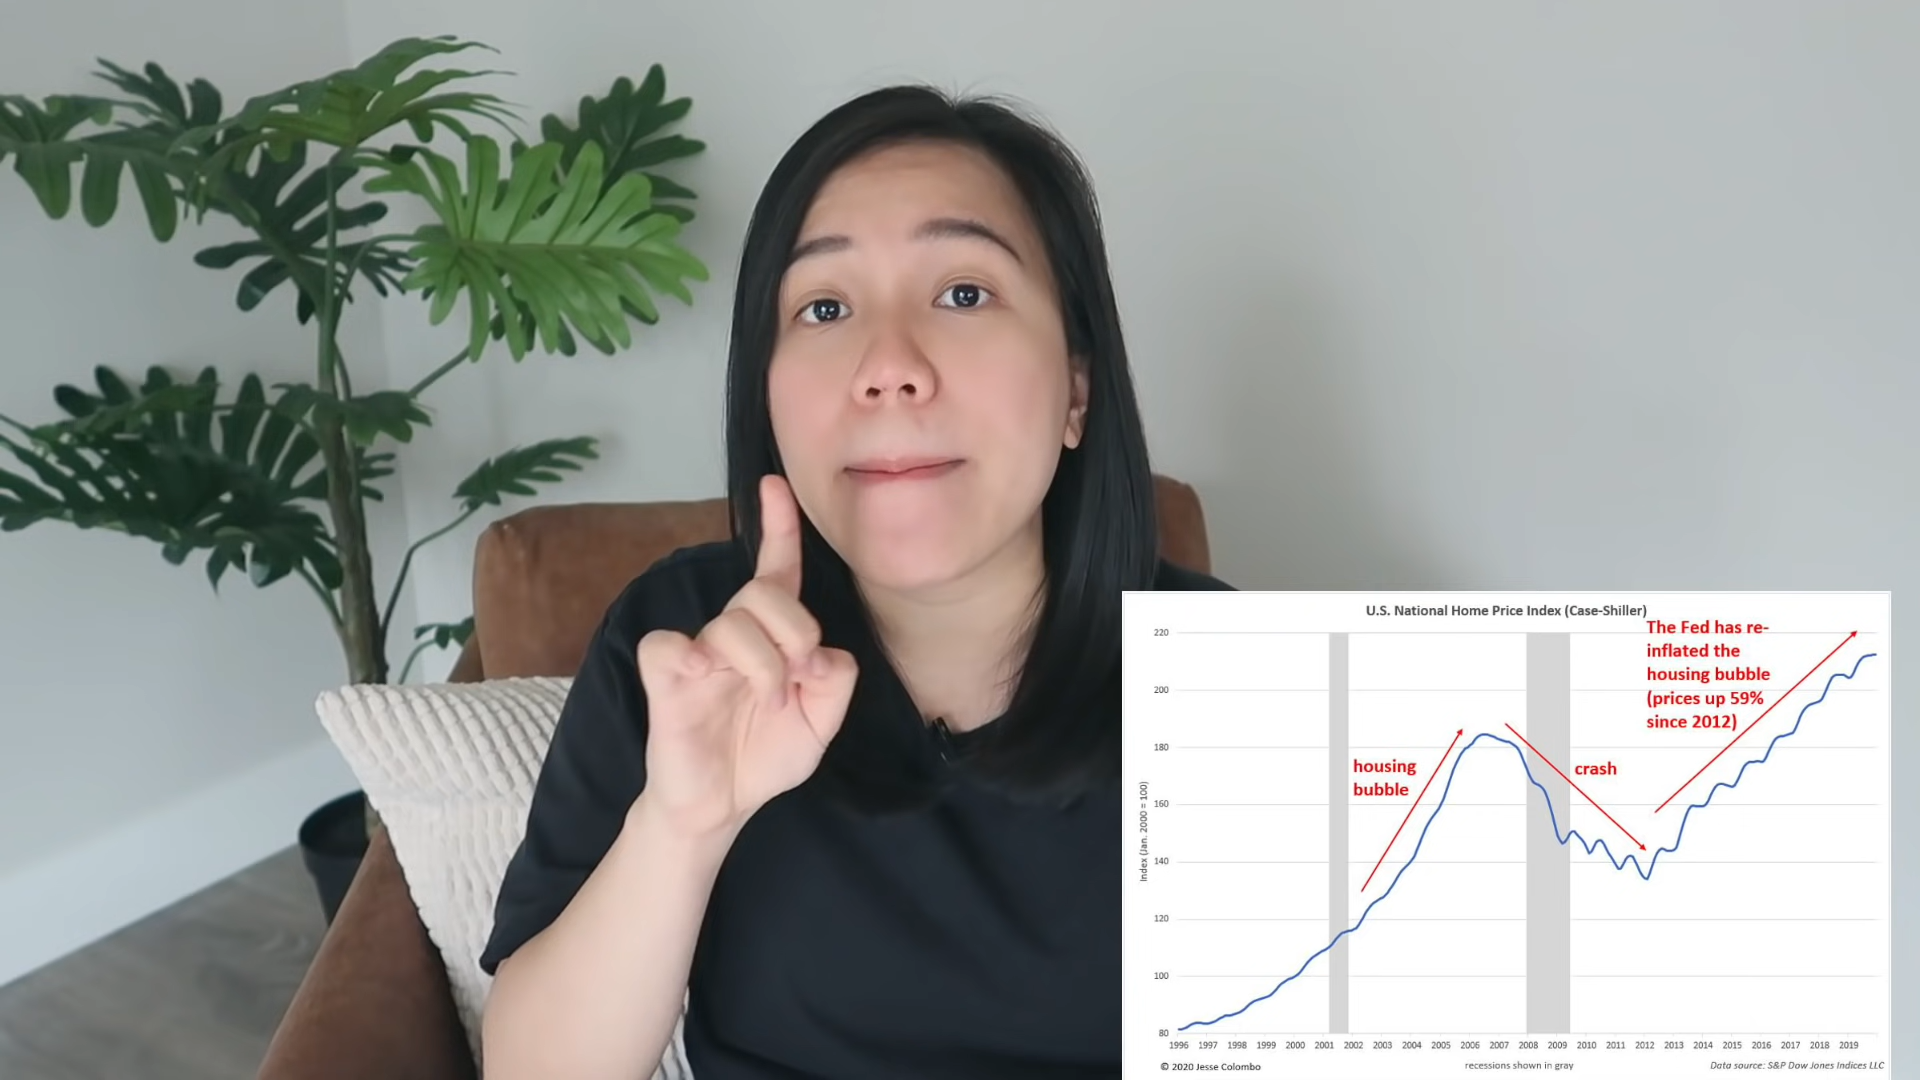 U.S. National Home Price Index (Case-Shiller)
The Fed has re-
inflated the
housing bubble
(prices up 59%
since 2012)
housing
bubble
crash
Index (Jan. 2000 = 100)
220
200
180
160
140
120
100
80
1996 1997 1998 1999 2000 2001 2002 2003 2004 2005 2006 2007 2008 2009 2010 2011 2012 2013 2014 2015 2016 2017 2018 2019
© 2020 Jesse Colombo
recessions shown in gray
Data source: S&P Dow Jones Indices LLC